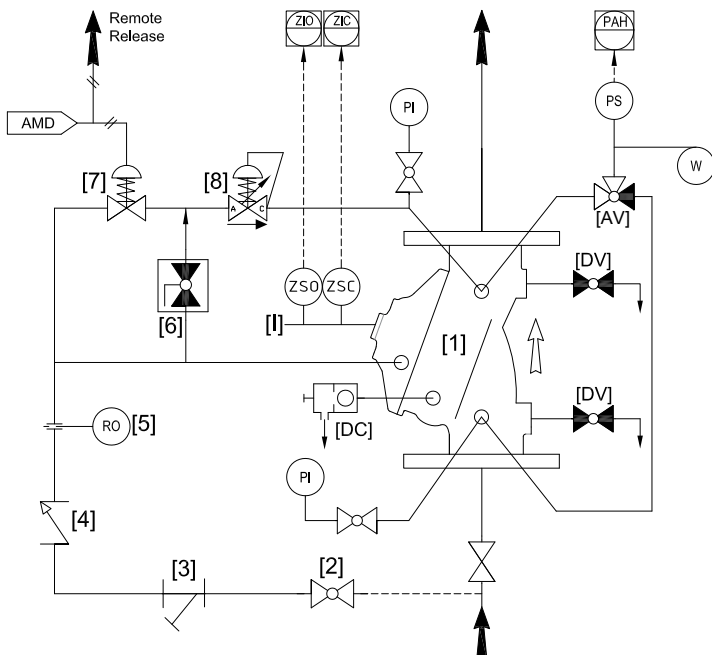 Remote
Release
ZIO
ZIC
PAH
AMD
PI
PS
W
[7]
[8]
A
C
[AV]
[6]
ZSO
ZSC
[DV]
[I]
[1]
[DC]
[DV]
RO
[5]
PI
[4]
[3]
[2]